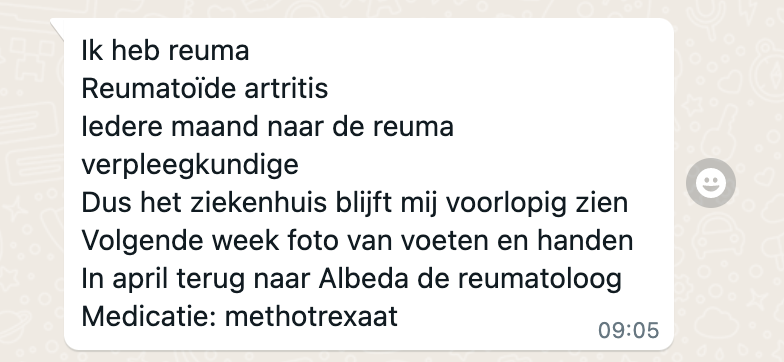 Ik heb reuma
Reumatoïde artritis
Iedere maand naar de reuma
verpleegkundige
Dus het ziekenhuis blijft mij voorlopig zien
Volgende week foto van voeten en handen
In april terug naar Albeda de reumatoloog
Medicatie: methotrexaat
09:05